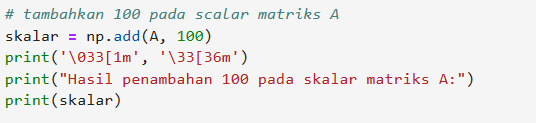 # tambahkan 100 pada scalar matriks A
skalar = np.add(A, 100)
print('\033[1m', '\33[36m')
print("Hasil penambahan 100 pada skalar matriks A:")
print(skalar)